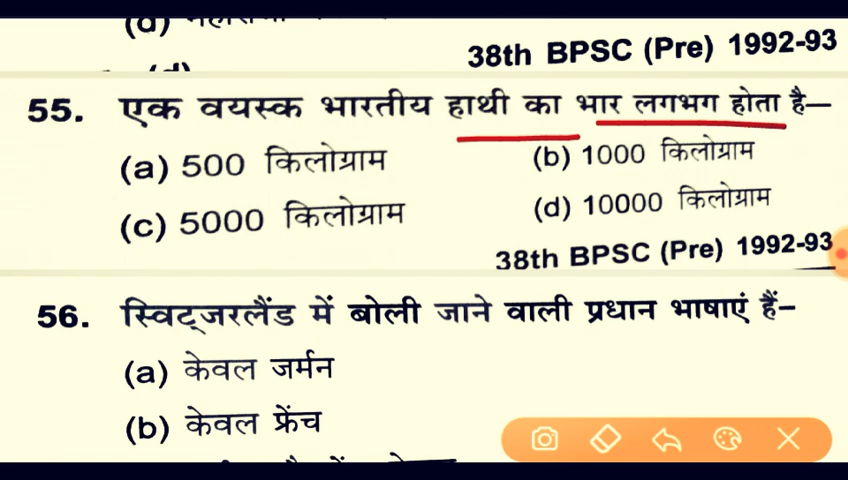 38th BPSC (Pre) 1992-93
55. एक वयस्क भारतीय हाथी का भार लगभग होता है—
(a) 500 किलोग्राम (b) 1000 किलोग्राम
(c) 5000 किलोग्राम (d) 10000 किलोग्राम
38th BPSC (Pre) 1992-93
56. स्विट्जरलैंड में बोली जाने वाली प्रधान भाषाएं हैं–
(a) केवल जर्मन
(b) केवल फ्रेंच